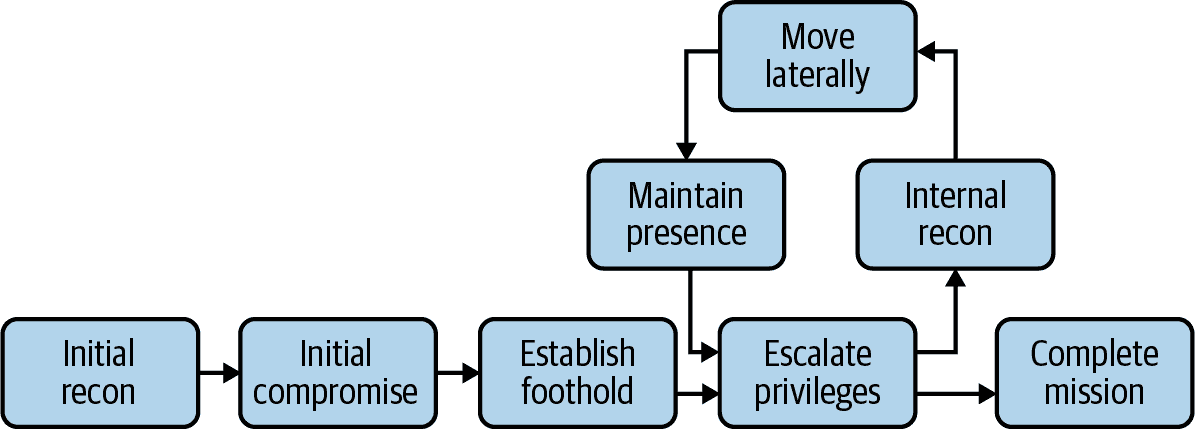 Move
laterally
Maintain
presence
Internal
recon
Initial
recon
Initial
compromise
Establish
foothold
Escalate
privileges
Complete
mission